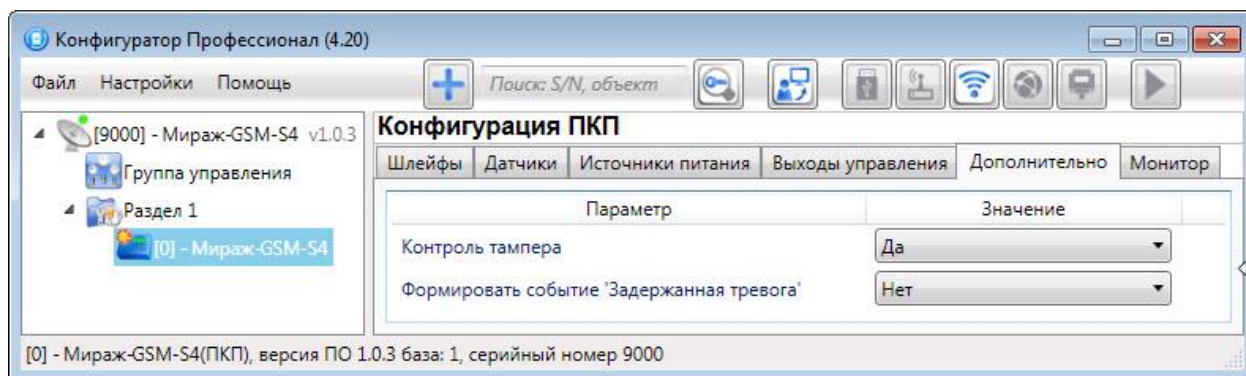 Конфигуратор Профессионал (4.20)
Файл Настройки Помощь Поиск: S/N, объект
[9000] - Мираж-GSM-S4 v1.0.3
Группа управления
Раздел 1
[0] - Мираж-GSM-S4
Конфигурация ПКП
Шлейфы Датчики Источники питания Выходы управления Дополнительно Монитор
Параметр Значение
Контроль тампера Да
Формировать событие 'Задержанная тревога' Нет
[0] - Мираж-GSM-S4(ПКП), версия ПО 1.0.3 база: 1, серийный номер 9000